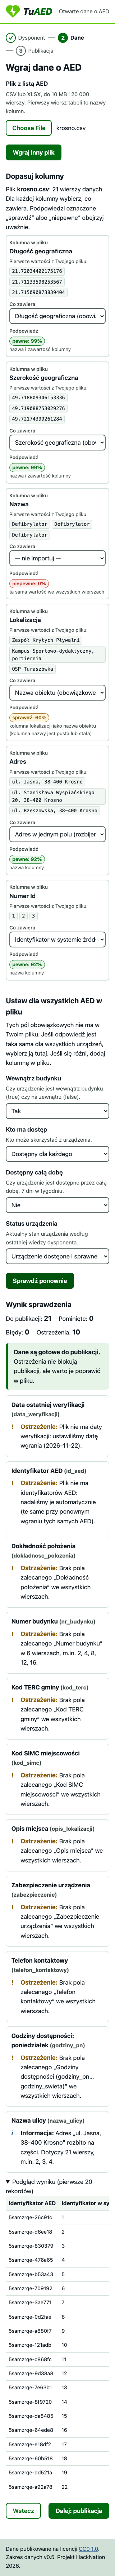 TuAED
Otwarte dane o AED
Dysponent
2 Dane
3 Publikacja
Wgraj dane o AED
Plik z listą AED
CSV lub XLSX, do 10 MB i 20 000
wierszy. Pierwszy wiersz tabeli to nazwy
kolumn.
Choose File krosno.csv
Wgraj inny plik
Dopasuj kolumny
Plik krosno.csv: 21 wierszy danych.
Dla każdej kolumny wybierz, co
zawiera. Podpowiedzi oznaczone
„sprawdź” albo „niepewne” obejrzyj
uważnie.
Kolumna w pliku
Długość geograficzna
Pierwsze wartości z Twojego pliku:
21.72034402175176
21.71133590253567
21.715090873839404
Co zawiera
Długość geograficzna (obowi
Podpowiedź
pewne: 99%
nazwa i zawartość kolumny
Kolumna w pliku
Szerokość geograficzna
Pierwsze wartości z Twojego pliku:
49.718809346153336
49.719088753029276
49.72174399261284
Co zawiera
Szerokość geograficzna (obow
Podpowiedź
pewne: 99%
nazwa i zawartość kolumny
Kolumna w pliku
Nazwa
Pierwsze wartości z Twojego pliku:
Defibrylator Defibrylator
Defibrylator
Co zawiera
— nie importuj —
Podpowiedź
niepewne: 0%
ta sama wartość we wszystkich wierszach
Kolumna w pliku
Lokalizacja
Pierwsze wartości z Twojego pliku:
Zespół Krytych Pływalni
Kampus Sportowo-dydaktyczny,
portiernia
OSP Turaszówka
Co zawiera
Nazwa obiektu (obowiązkowe
Podpowiedź
sprawdź: 60%
kolumna lokalizacji jako nazwa obiektu
(kolumna nazwy jest pusta lub stała)
Kolumna w pliku
Adres
Pierwsze wartości z Twojego pliku:
ul. Jasna, 38-400 Krosno
ul. Stanisława Wyspiańskiego
20, 38-400 Krosno
ul. Rzeszowska, 38-400 Krosno
Co zawiera
Adres w jednym polu (rozbijer
Podpowiedź
pewne: 92%
nazwa kolumny
Kolumna w pliku
Numer id
Pierwsze wartości z Twojego pliku:
1 2 3
Co zawiera
Identyfikator w systemie źród
Podpowiedź
pewne: 92%
nazwa kolumny
Ustaw dla wszystkich AED w
pliku
Tych pól obowiązkowych nie ma w
Twoim pliku. Jeśli odpowiedź jest
taka sama dla wszystkich urządzeń,
wybierz ją tutaj. Jeśli się różni, dodaj
kolumnę w pliku.
Wewnątrz budynku
Czy urządzenie jest wewnątrz budynku
(true) czy na zewnątrz (false).
Tak
Kto ma dostęp
Kto może skorzystać z urządzenia.
Dostępny dla każdego
Dostępny całą dobę
Czy urządzenie jest dostępne przez całą
dobę, 7 dni w tygodniu.
Nie
Status urządzenia
Aktualny stan urządzenia według
ostatniej wiedzy dysponenta.
Urządzenie dostępne i sprawne
Sprawdź ponownie
Wynik sprawdzenia
Do publikacji: 21 Pominięte: 0
Błędy: 0 Ostrzeżenia: 10
Dane są gotowe do publikacji.
Ostrzeżenia nie blokują
publikacji, ale warto je poprawić
w pliku.
Data ostatniej weryfikacji
(data_weryfikacji)
! Ostrzeżenie: Plik nie ma daty
weryfikacji: ustawiliśmy datę
wgrania (2026-11-22).
Identyfikator AED (id_aed)
! Ostrzeżenie: Plik nie ma
identyfikatorów AED:
nadaliśmy je automatycznie
(te same przy ponownym
wgraniu tych samych AED).
Dokładność położenia
(dokladnosc_polozenia)
! Ostrzeżenie: Brak pola
zalecanego „Dokładność
położenia” we wszystkich
wierszach.
Numer budynku (nr_budynku)
! Ostrzeżenie: Brak pola
zalecanego „Numer budynku”
w 6 wierszach, m.in. 2, 4, 8,
12, 16.
Kod TERC gminy (kod_terc)
! Ostrzeżenie: Brak pola
zalecanego „Kod TERC
gminy” we wszystkich
wierszach.
Kod SIMC miejscowości
(kod_simc)
! Ostrzeżenie: Brak pola
zalecanego „Kod SIMC
miejscowości” we wszystkich
wierszach.
Opis miejsca (opis_lokalizacji)
! Ostrzeżenie: Brak pola
zalecanego „Opis miejsca” we
wszystkich wierszach.
Zabezpieczenie urządzenia
(zabezpieczenie)
! Ostrzeżenie: Brak pola
zalecanego „Zabezpieczenie
urządzenia” we wszystkich
wierszach.
Telefon kontaktowy
(telefon_kontaktowy)
! Ostrzeżenie: Brak pola
zalecanego „Telefon
kontaktowy” we wszystkich
wierszach.
Godziny dostępności:
poniedziałek (godziny_pn)
! Ostrzeżenie: Brak pola
zalecanego „Godziny
dostępności (godziny_pn…
godziny_swieta)” we
wszystkich wierszach.
Nazwa ulicy (nazwa_ulicy)
i Informacja: Adres „ul. Jasna,
38-400 Krosno” rozbito na
części. Dotyczy 21 wierszy,
m.in. 2, 3, 4.
▼ Podgląd wyniku (pierwsze 20
rekordów)
Identyfikator AED Identyfikator w sy
5samzrqe-26c91c 1
5samzrqe-d6ee18 2
5samzrqe-830379 3
5samzrqe-476a65 4
5samzrqe-b53a43 5
5samzrqe-709192 6
5samzrqe-3ae771 7
5samzrqe-0d2fae 8
5samzrqe-a880f7 9
5samzrqe-121adb 10
5samzrqe-c868fc 11
5samzrqe-9d38a8 12
5samzrqe-7e63b1 13
5samzrqe-8f9720 14
5samzrqe-da8485 15
5samzrqe-64ede8 16
5samzrqe-e18df2 17
5samzrqe-60b518 18
5samzrqe-dd521a 19
5samzrqe-a92a78 22
Wstecz
Dalej: publikacja
Dane publikowane na licencji CC0 1.0.
Zakres danych v0.5. Projekt HackNation
2026.